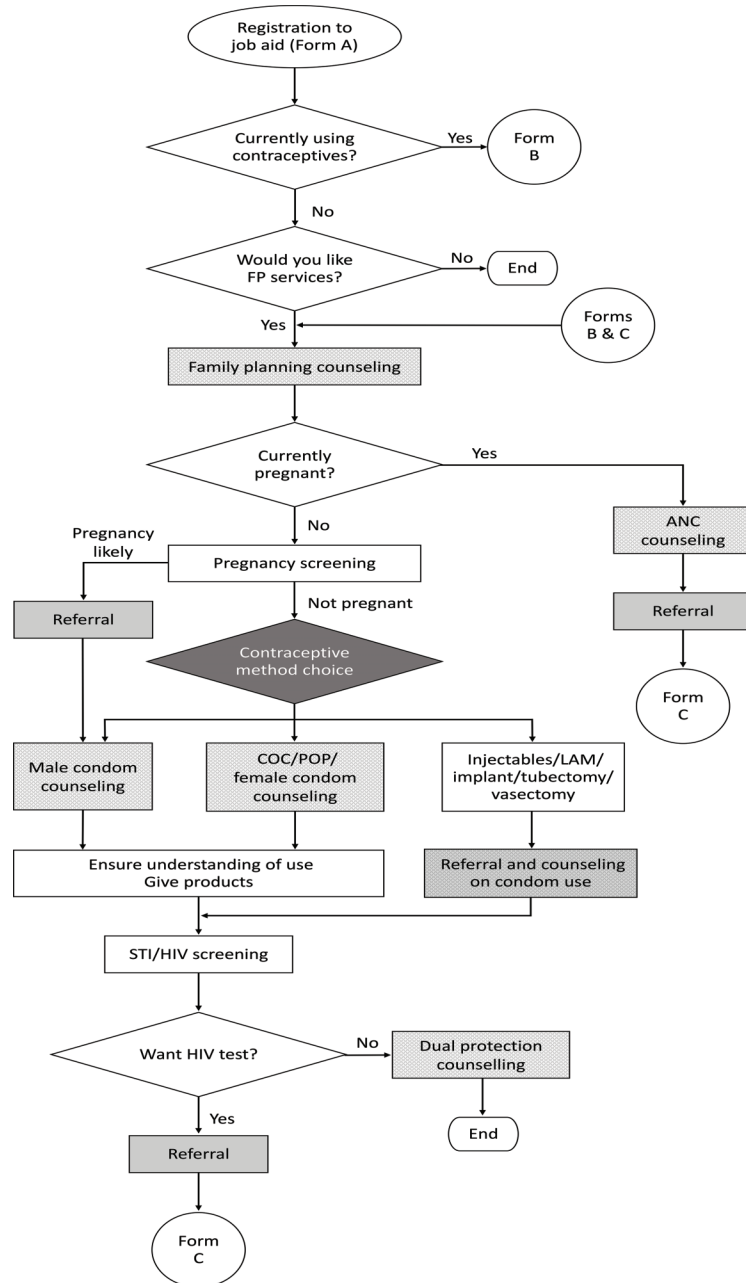 Registration to
job aid (Form A)
Currently using
contraceptives?
Yes
Form
B
No
Would you like
FP services?
No
End
Yes
Forms
B & C
Family planning counseling
Currently
pregnant?
Yes
ANC
counseling
No
Pregnancy
likely
Pregnancy screening
Referral
Not pregnant
Referral
Contraceptive
method choice
Form
C
Male condom
counseling
COC/POP/
female condom
counseling
Injectables/LAM/
implant/tubectomy/
vasectomy
Ensure understanding of use
Give products
Referral and counseling
on condom use
STI/HIV screening
Want HIV test?
No
Dual protection
counselling
Yes
End
Referral
Form
C